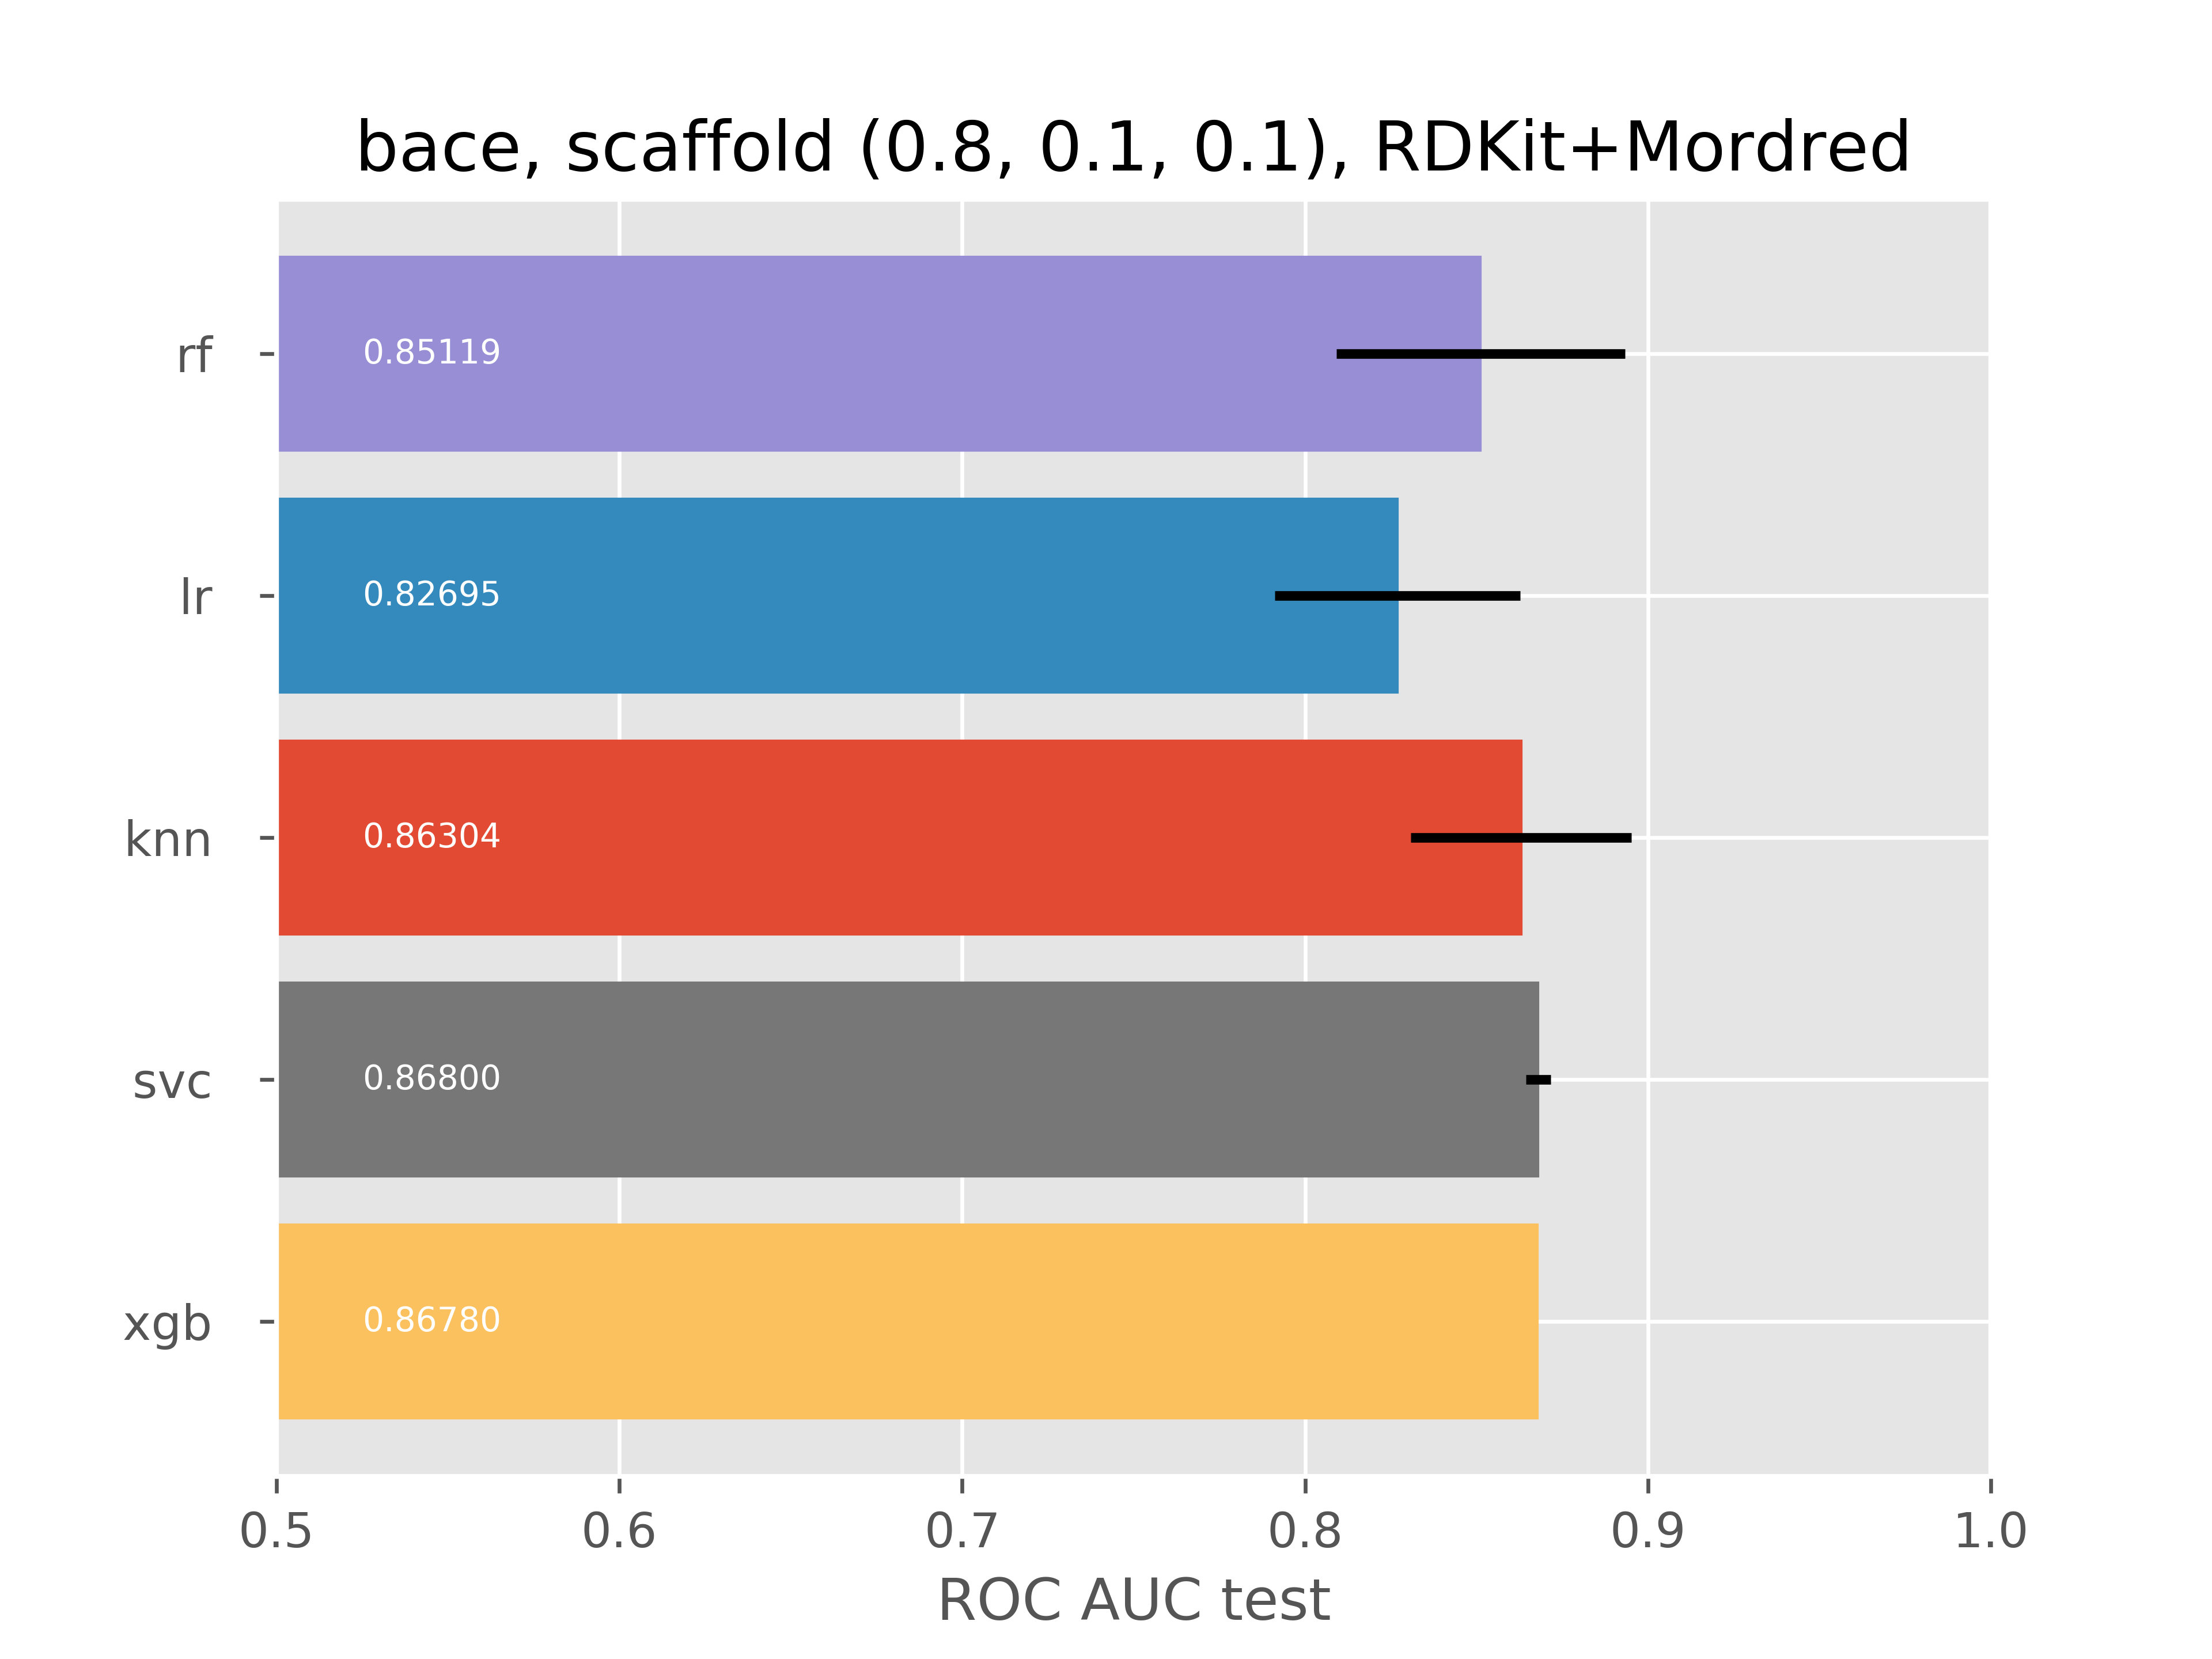 bace, scaffold (0.8, 0.1, 0.1), RDKit+Mordred
rf
0.85119
lr
0.82695
knn
0.86304
svc
0.86800
xgb
0.86780
0.5 0.6 0.7 0.8 0.9 1.0
ROC AUC test